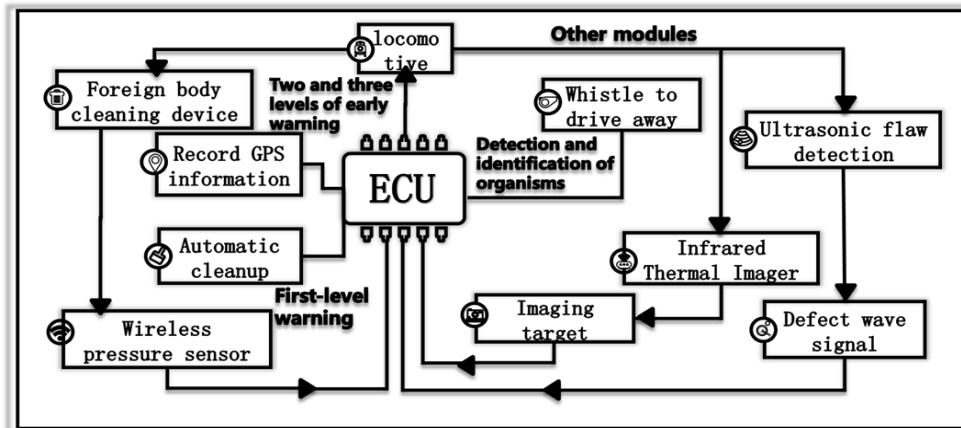 locomo
tive
Other modules
Foreign body
cleaning device
Two and three
levels of early
warning
Whistle to
drive away
Ultrasonic flaw
detection
Record GPS
information
ECU
Detection and
identification of
organisms
Automatic
cleanup
First-level
warning
Infrared
Thermal Imager
Imaging
target
Wireless
pressure sensor
Defect wave
signal